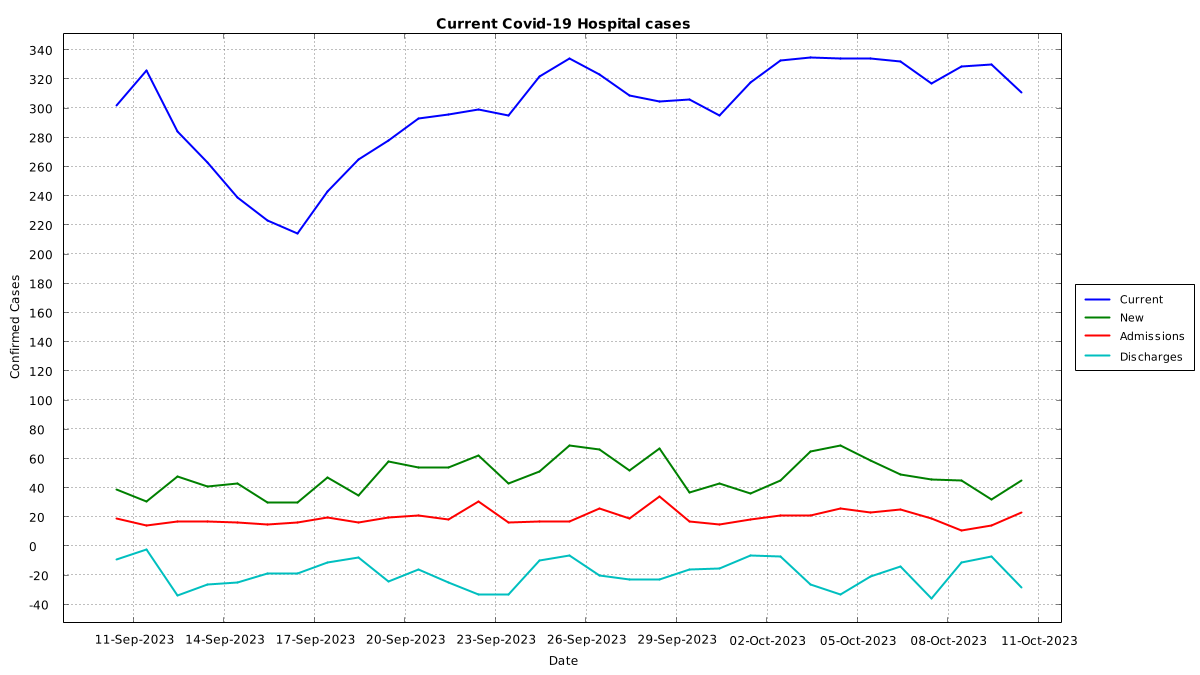 Current Covid-19 Hospital cases
340
320
300
280
260
240
220
200
180
160
140
120
100
80
60
40
20
0
-20
-40
Confirmed Cases
11-Sep-2023 14-Sep-2023 17-Sep-2023 20-Sep-2023 23-Sep-2023 26-Sep-2023 29-Sep-2023 02-Oct-2023 05-Oct-2023 08-Oct-2023 11-Oct-2023
Date
Current
New
Admissions
Discharges